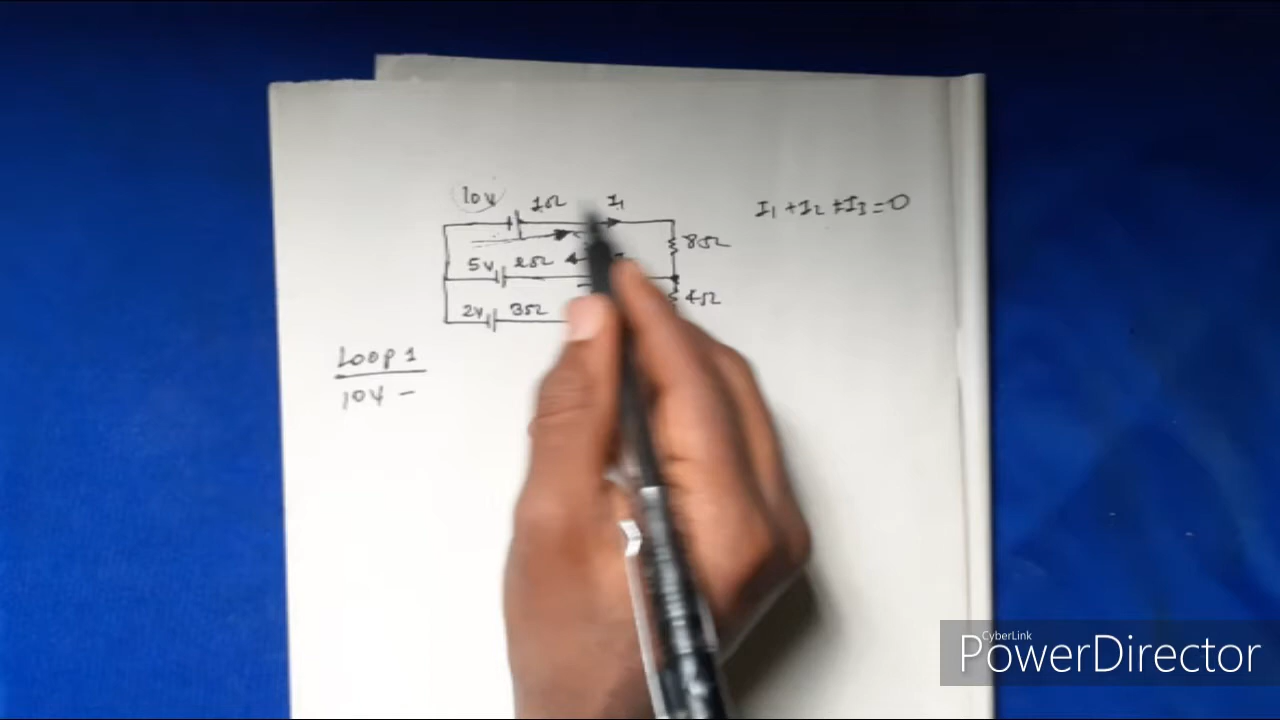 10V 1Ω I₁
I₁ + I₂ + I₃ = 0
8Ω
5V 2Ω
4Ω
2V 3Ω
Loop 1
10V –
CyberLink
PowerDirector